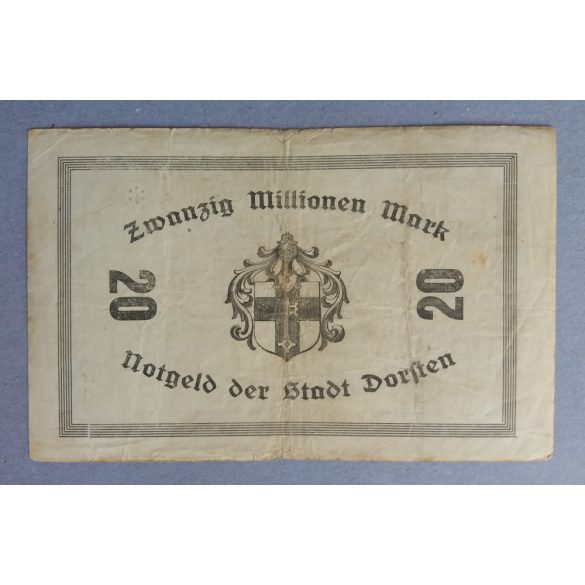 Zwanzig Millionen Mark
20
20
Notgeld der Stadt Dorsten